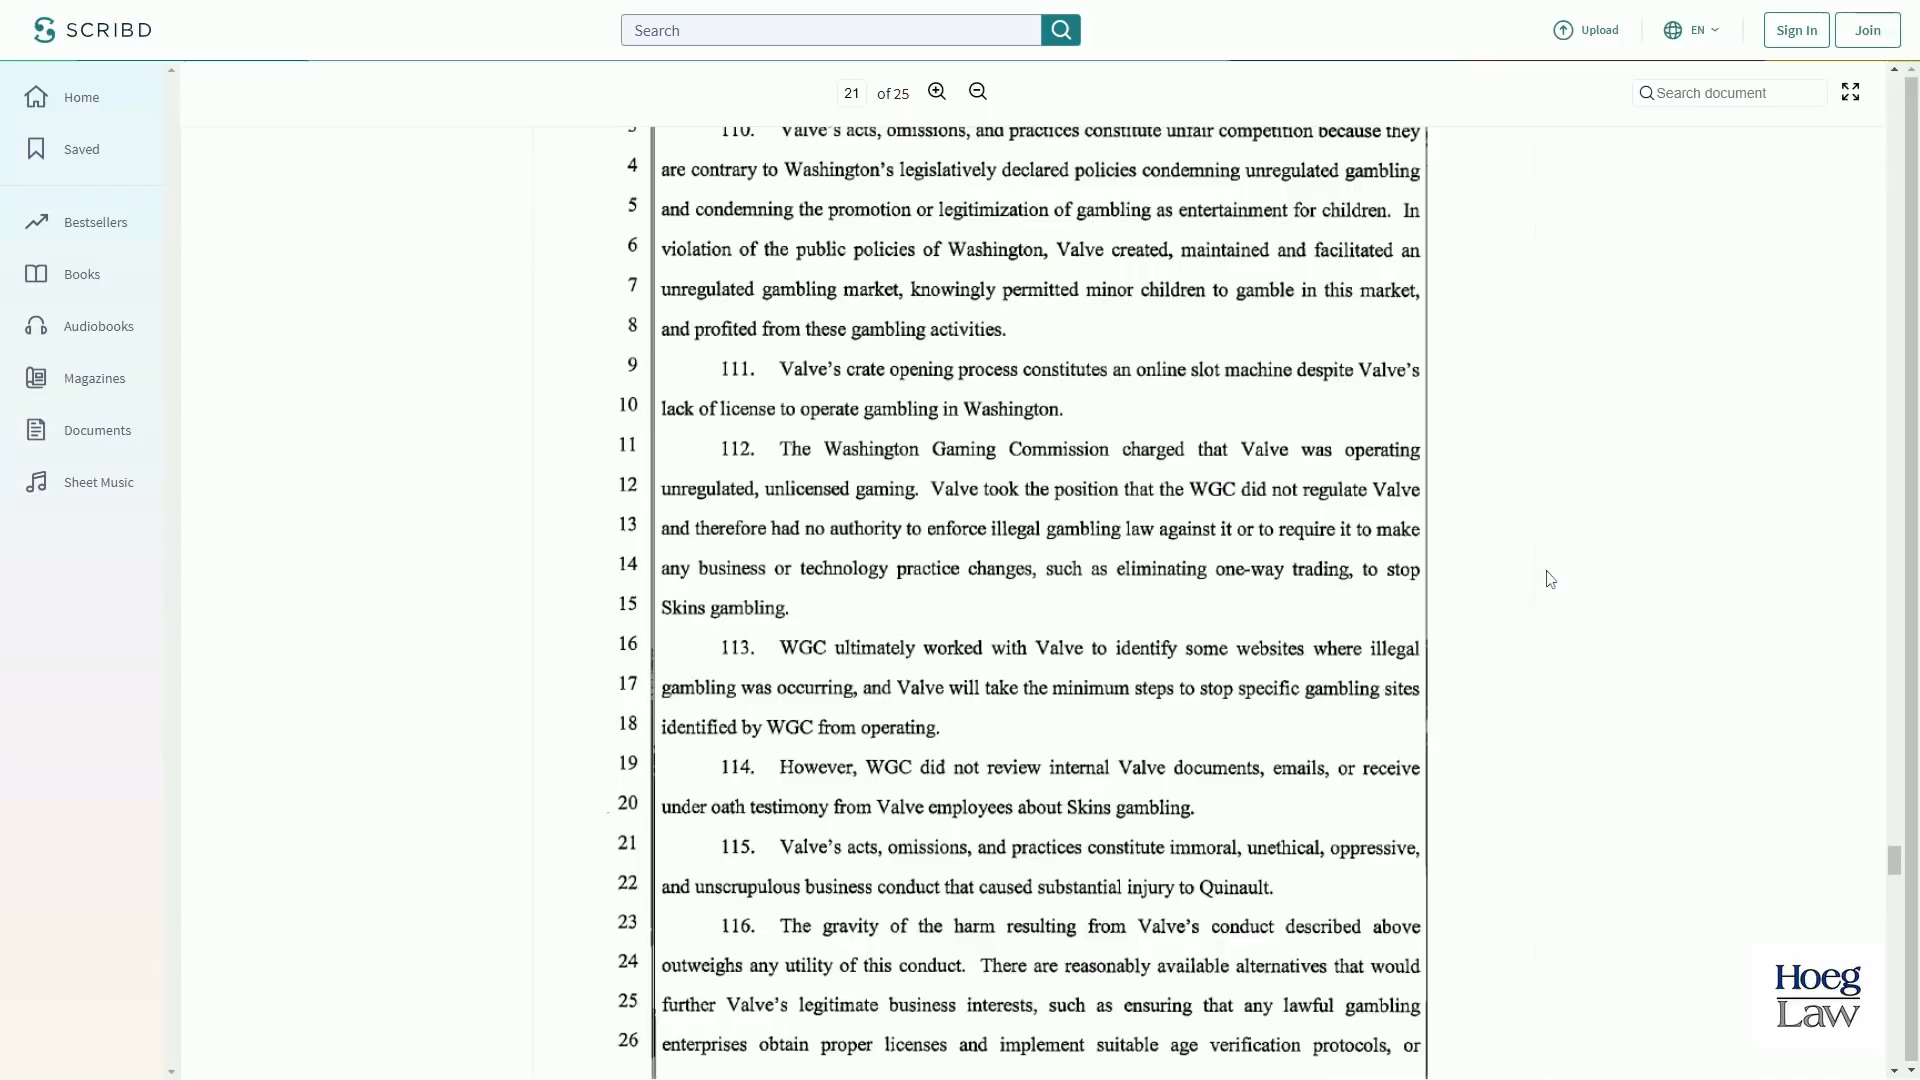 SCRIBD
Search
Upload
EN
Sign In
Join
Home
Saved
Bestsellers
Books
Audiobooks
Magazines
Documents
Sheet Music
21 of 25
Search document
110. Valve's acts, omissions, and practices constitute unfair competition because they
4 are contrary to Washington's legislatively declared policies condemning unregulated gambling
5 and condemning the promotion or legitimization of gambling as entertainment for children. In
6 violation of the public policies of Washington, Valve created, maintained and facilitated an
7 unregulated gambling market, knowingly permitted minor children to gamble in this market,
8 and profited from these gambling activities.
9 111. Valve's crate opening process constitutes an online slot machine despite Valve's
10 lack of license to operate gambling in Washington.
11 112. The Washington Gaming Commission charged that Valve was operating
12 unregulated, unlicensed gaming. Valve took the position that the WGC did not regulate Valve
13 and therefore had no authority to enforce illegal gambling law against it or to require it to make
14 any business or technology practice changes, such as eliminating one-way trading, to stop
15 Skins gambling.
16 113. WGC ultimately worked with Valve to identify some websites where illegal
17 gambling was occurring, and Valve will take the minimum steps to stop specific gambling sites
18 identified by WGC from operating.
19 114. However, WGC did not review internal Valve documents, emails, or receive
20 under oath testimony from Valve employees about Skins gambling.
21 115. Valve's acts, omissions, and practices constitute immoral, unethical, oppressive,
22 and unscrupulous business conduct that caused substantial injury to Quinault.
23 116. The gravity of the harm resulting from Valve's conduct described above
24 outweighs any utility of this conduct. There are reasonably available alternatives that would
25 further Valve's legitimate business interests, such as ensuring that any lawful gambling
26 enterprises obtain proper licenses and implement suitable age verification protocols, or
Hoeg
Law